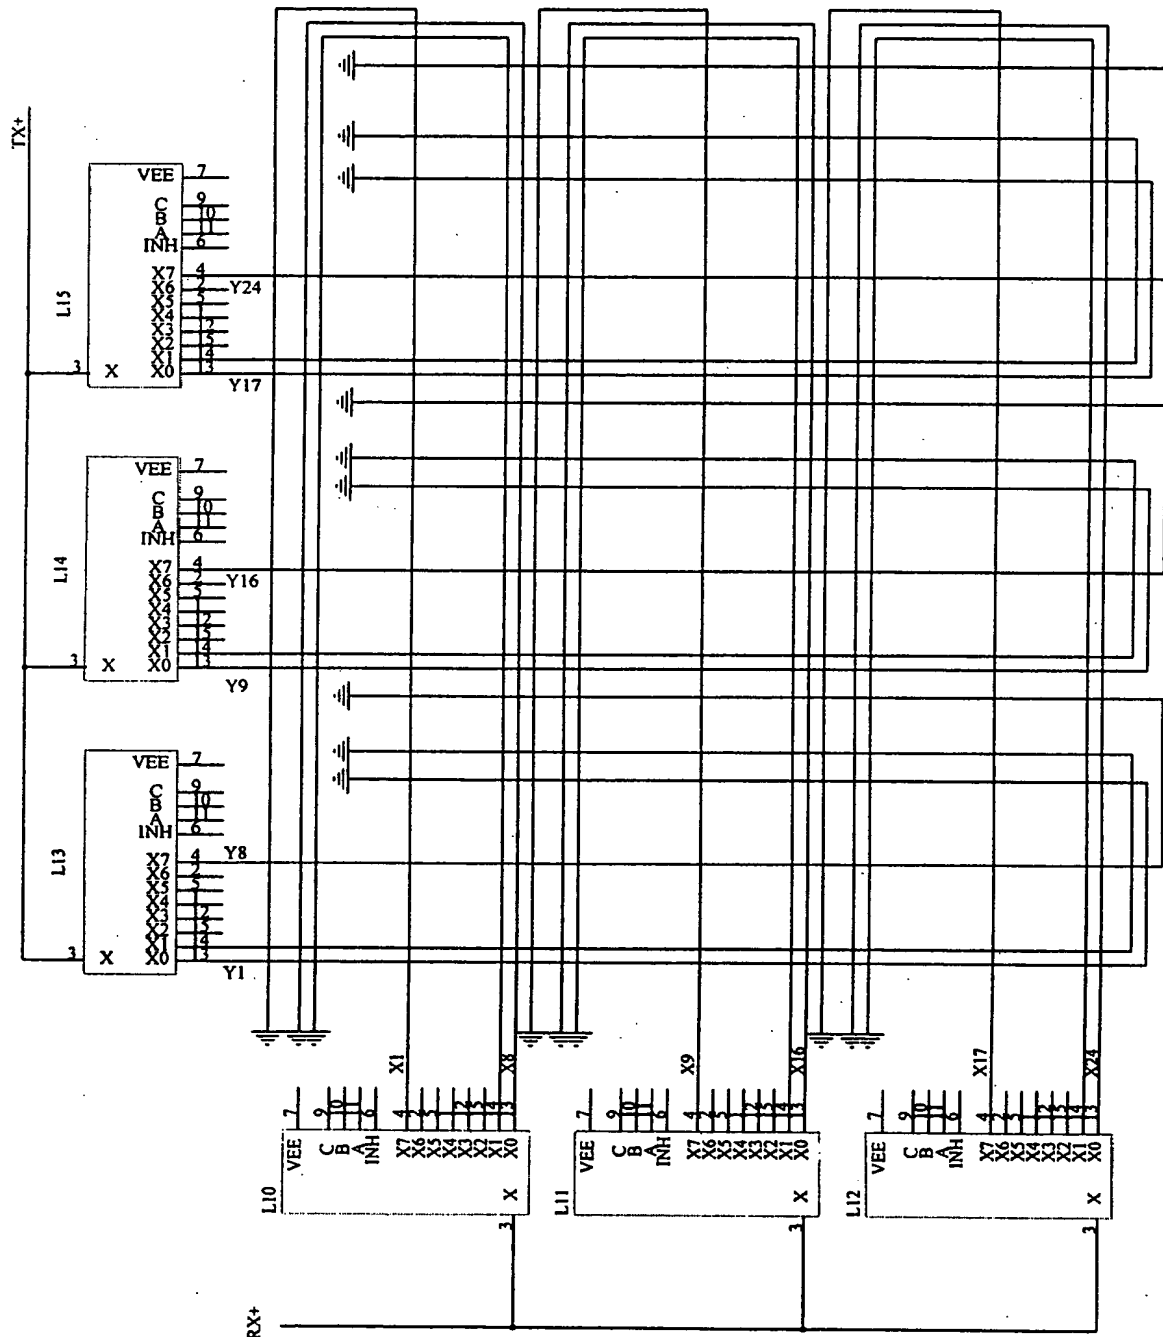 TX+
L15
VEE 7
C 9
B 10
A 11
INH 6
X7 4
X6 2 Y24
X5 5
X4 1
X3 12
X2 15
X1 14
3 X X0 13
Y17
L14
VEE 7
C 9
B 10
A 11
INH 6
X7 4
X6 2 Y16
X5 5
X4 1
X3 12
X2 15
X1 14
3 X X0 13
Y9
L13
VEE 7
C 9
B 10
A 11
INH 6
X7 4 Y8
X6 2
X5 5
X4 1
X3 12
X2 15
X1 14
3 X X0 13
Y1
X1
X8
X9
X16
X17
X24
L10
VEE 7
C 9
B 10
A 11
INH 6
X7 4
X6 2
X5 5
X4 1
X3 12
X2 15
X1 14
X0 13
X 3
L11
VEE 7
C 9
B 10
A 11
INH 6
X7 4
X6 2
X5 5
X4 1
X3 12
X2 15
X1 14
X0 13
X 3
L12
VEE 7
C 9
B 10
A 11
INH 6
X7 4
X6 2
X5 5
X4 1
X3 12
X2 15
X1 14
X0 13
X 3
RX+